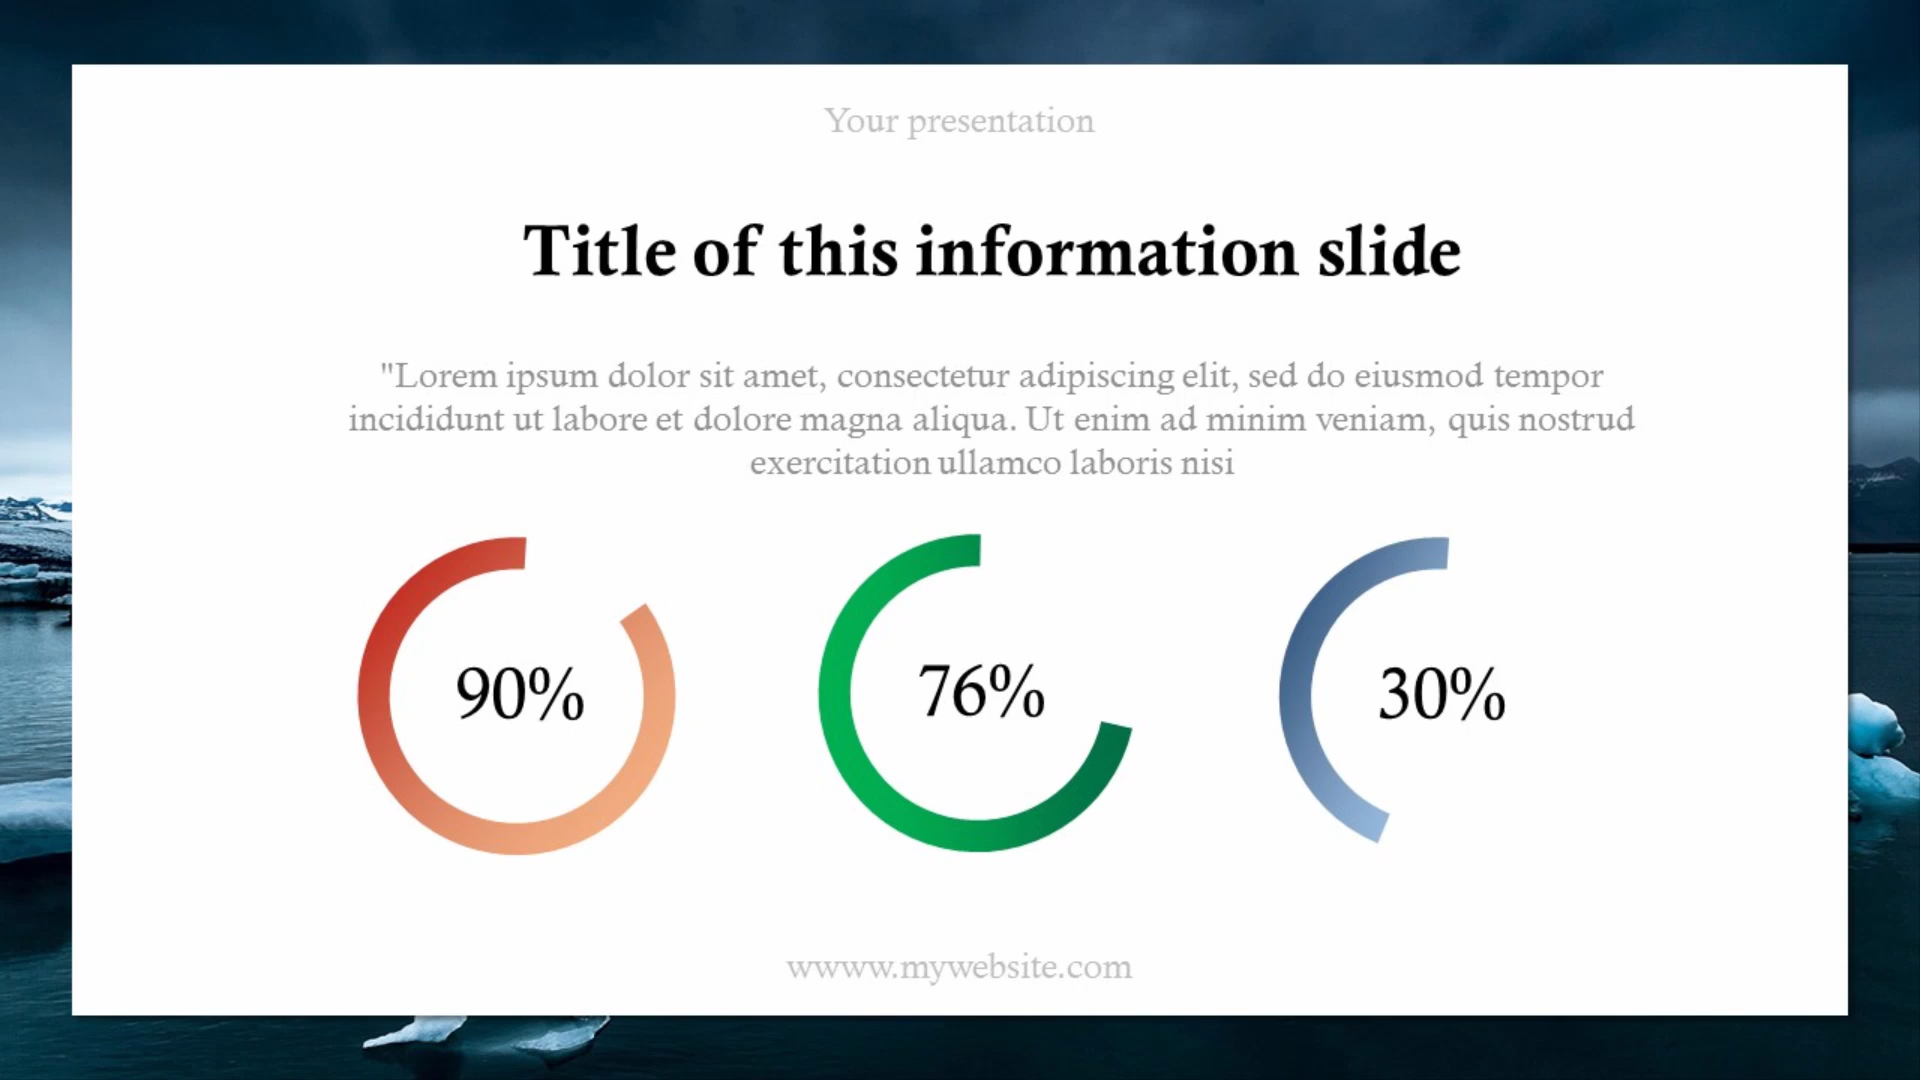 Your presentation
Title of this information slide
"Lorem ipsum dolor sit amet, consectetur adipiscing elit, sed do eiusmod tempor
incididunt ut labore et dolore magna aliqua. Ut enim ad minim veniam, quis nostrud
exercitation ullamco laboris nisi
90%
76%
30%
wwww.mywebsite.com